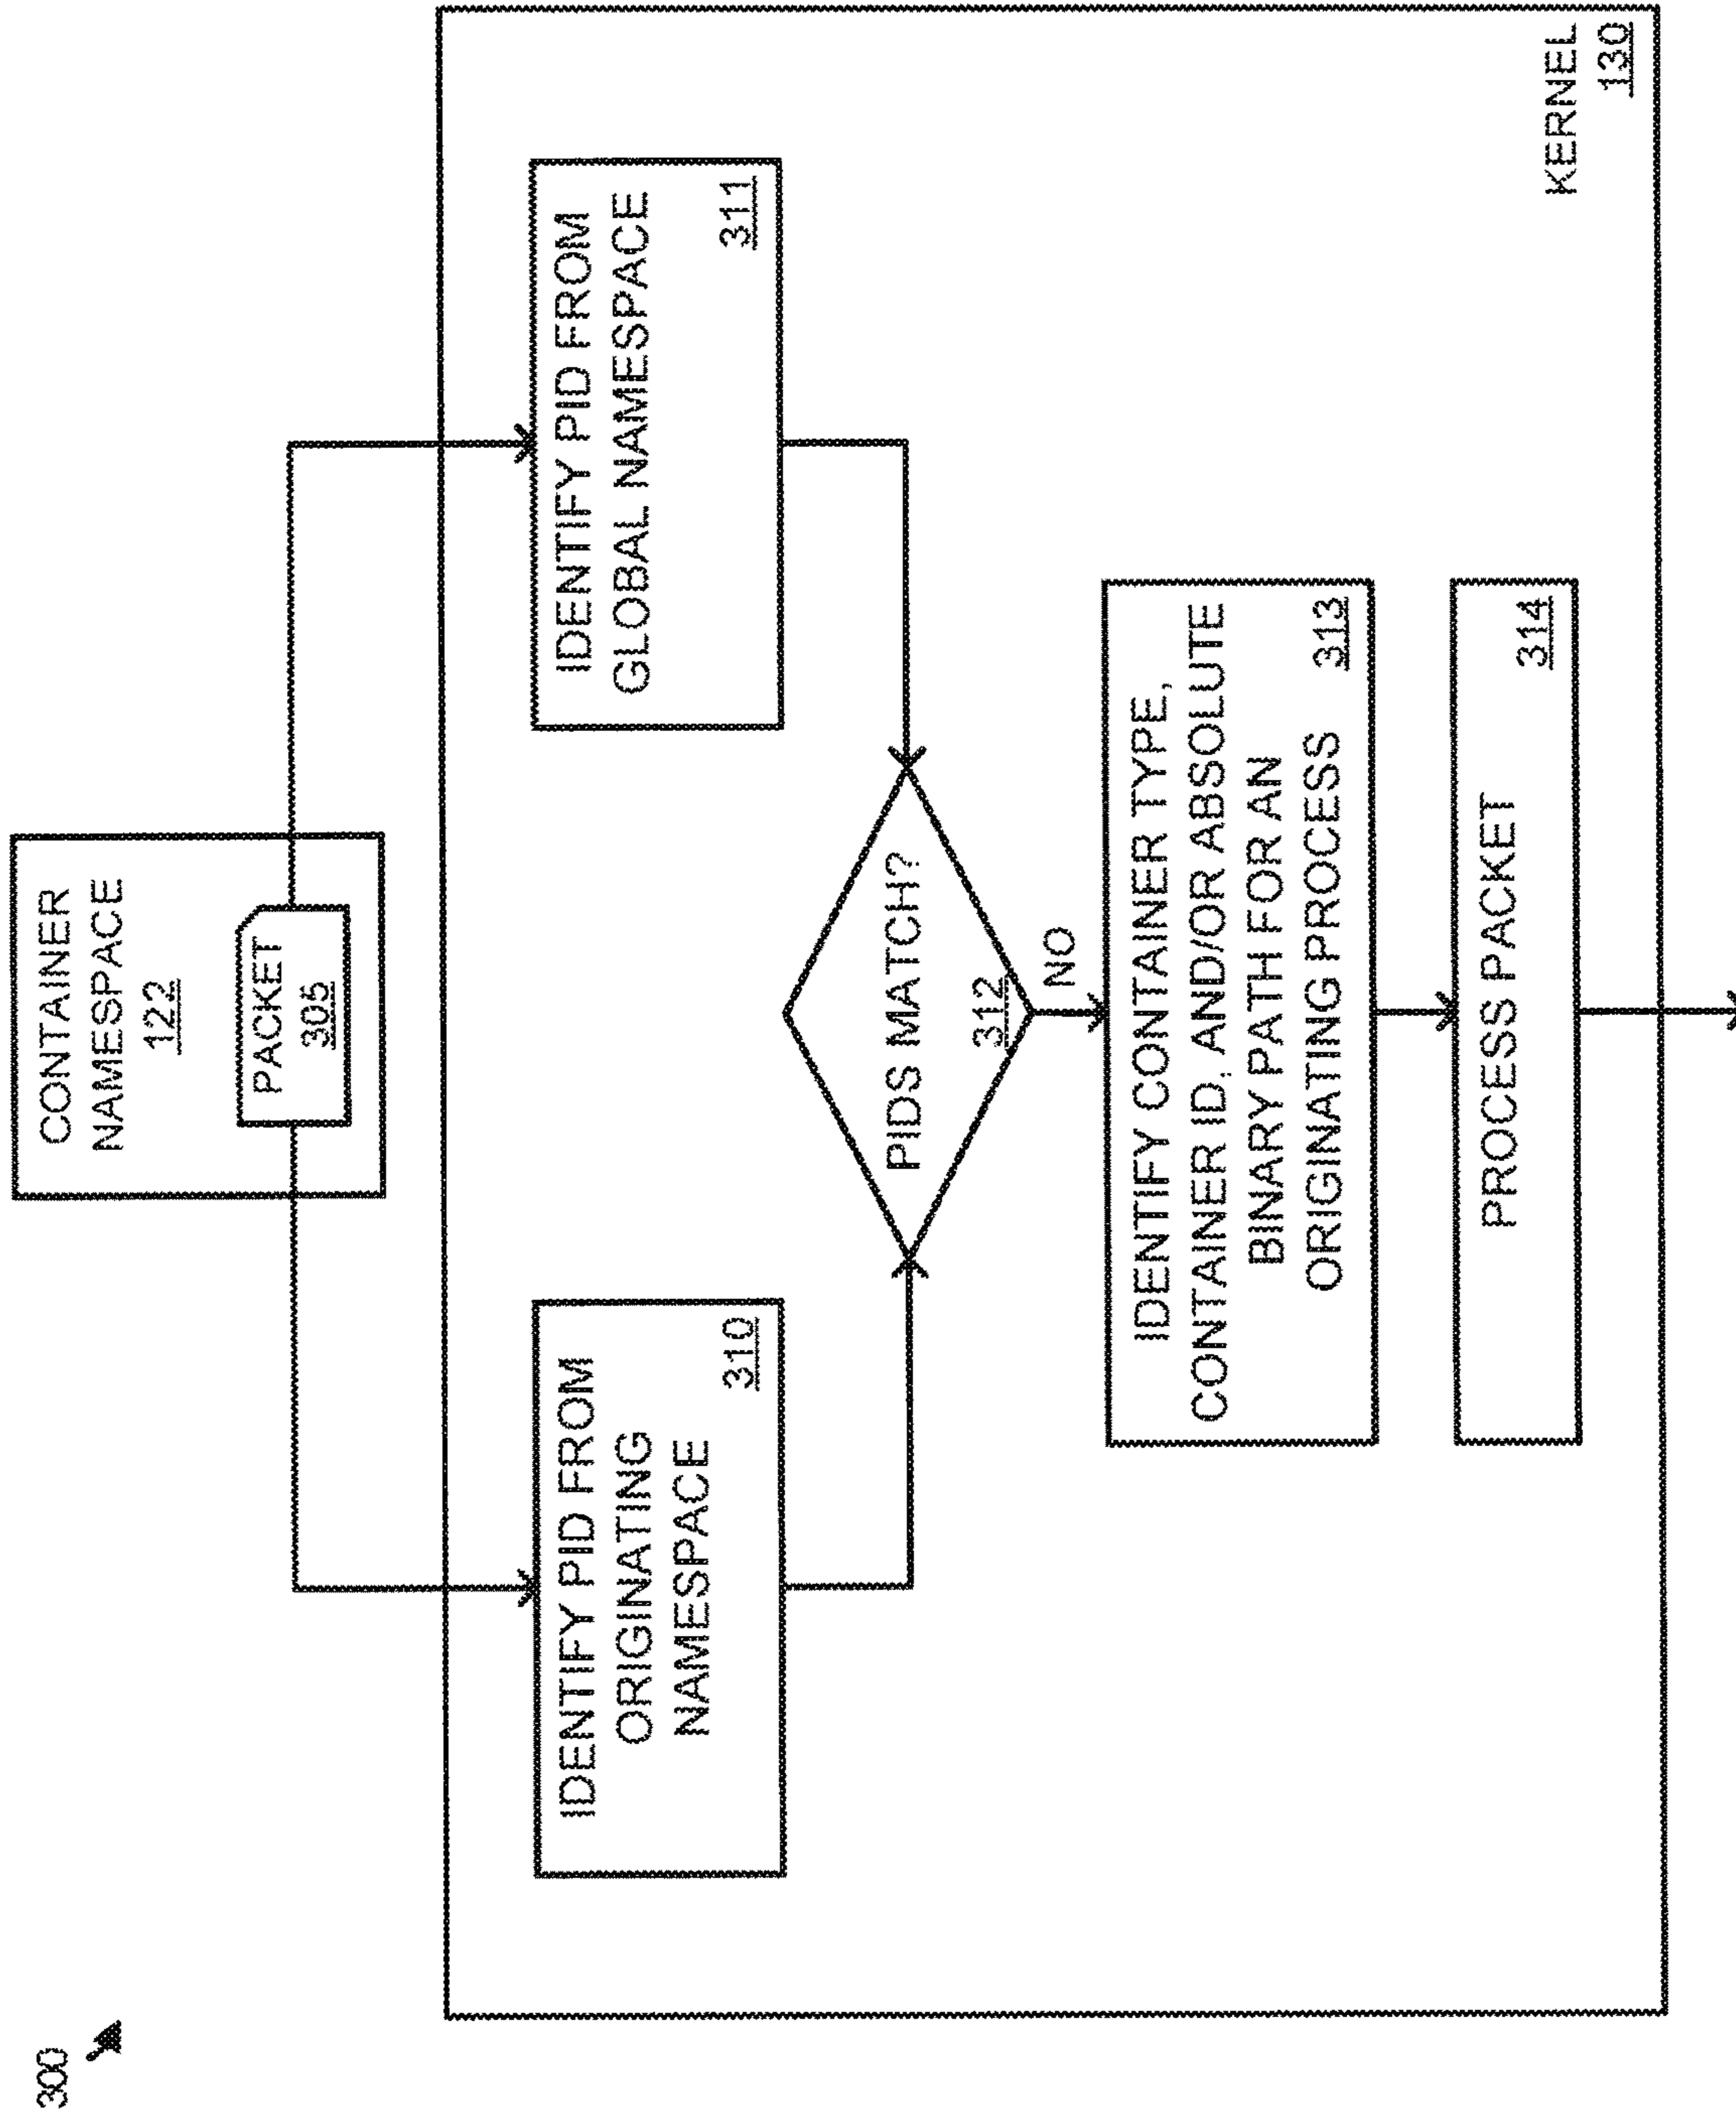 300
CONTAINER
NAMESPACE
122
PACKET
305
IDENTIFY PID FROM
ORIGINATING
NAMESPACE
310
IDENTIFY PID FROM
GLOBAL NAMESPACE
311
PIDS MATCH?
312
NO
IDENTIFY CONTAINER TYPE,
CONTAINER ID, AND/OR ABSOLUTE
BINARY PATH FOR AN
ORIGINATING PROCESS
313
PROCESS PACKET
314
KERNEL
130